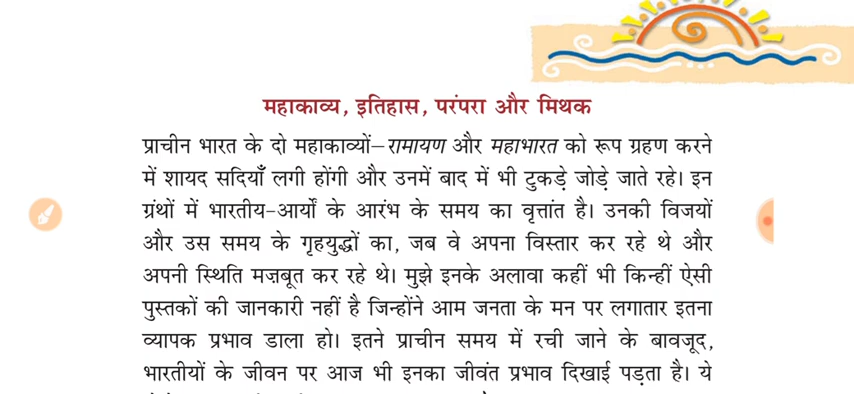 महाकाव्य, इतिहास, परंपरा और मिथक
प्राचीन भारत के दो महाकाव्यों–रामायण और महाभारत को रूप ग्रहण करने
में शायद सदियाँ लगी होंगी और उनमें बाद में भी टुकड़े जोड़े जाते रहे। इन
ग्रंथों में भारतीय-आर्यों के आरंभ के समय का वृत्तांत है। उनकी विजयों
और उस समय के गृहयुद्धों का, जब वे अपना विस्तार कर रहे थे और
अपनी स्थिति मज़बूत कर रहे थे। मुझे इनके अलावा कहीं भी किन्हीं ऐसी
पुस्तकों की जानकारी नहीं है जिन्होंने आम जनता के मन पर लगातार इतना
व्यापक प्रभाव डाला हो। इतने प्राचीन समय में रची जाने के बावजूद,
भारतीयों के जीवन पर आज भी इनका जीवंत प्रभाव दिखाई पड़ता है। ये